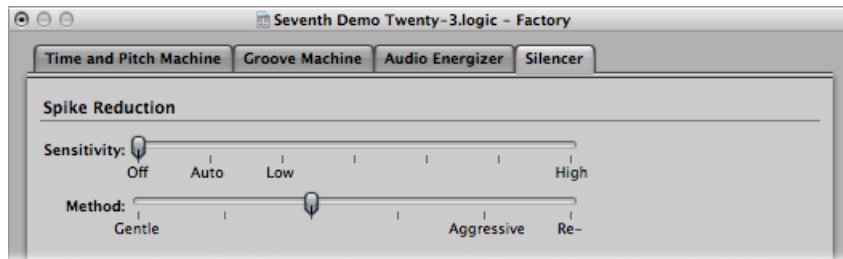 Seventh Demo Twenty-3.logic – Factory
Time and Pitch Machine Groove Machine Audio Energizer Silencer
Spike Reduction
Sensitivity:
Off Auto Low High
Method:
Gentle Aggressive Re-